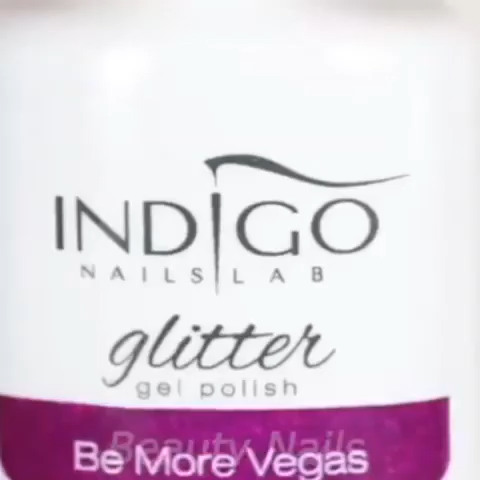 INDIGO
NAILS LAB
glitter
gel polish
Beauty Nails
Be More Vegas